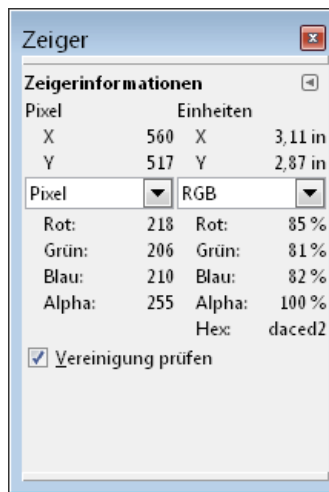 Zeiger
Zeigerinformationen
Pixel Einheiten
X 560 X 3,11 in
Y 517 Y 2,87 in
Pixel RGB
Rot: 218 Rot: 85 %
Grün: 206 Grün: 81 %
Blau: 210 Blau: 82 %
Alpha: 255 Alpha: 100 %
Hex: daced2
Vereinigung prüfen